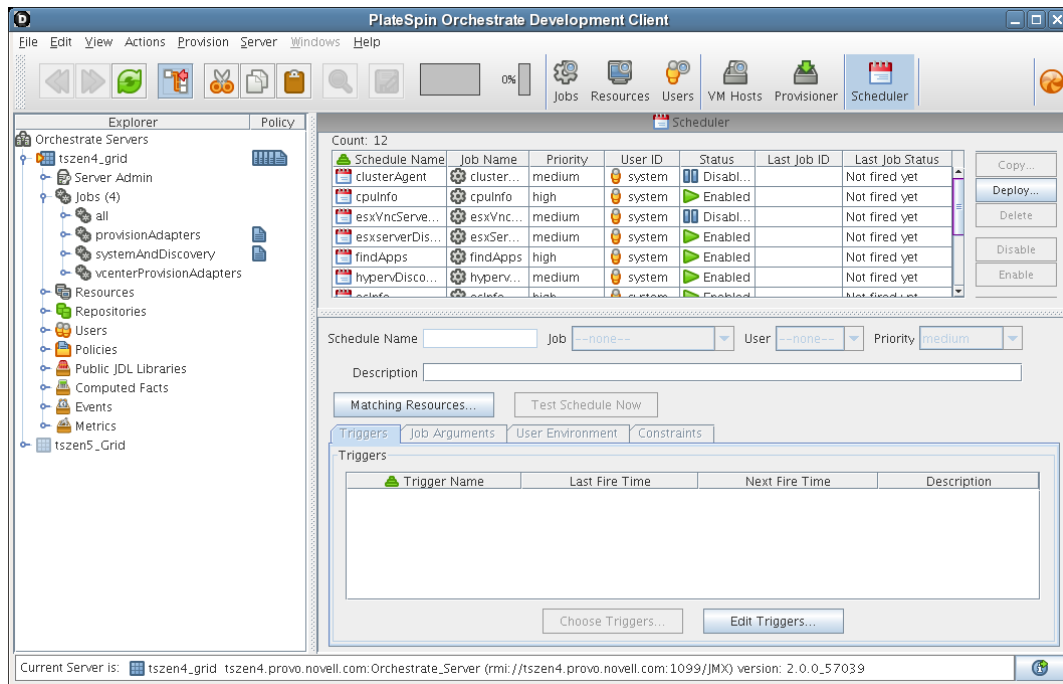 PlateSpin Orchestrate Development Client
File Edit View Actions Provision Server Windows Help
0% Jobs Resources Users VM Hosts Provisioner Scheduler
Explorer Policy
Orchestrate Servers
tszen4_grid
Server Admin
Jobs (4)
all
provisionAdapters
systemAndDiscovery
vcenterProvisionAdapters
Resources
Repositories
Users
Policies
Public JDL Libraries
Computed Facts
Events
Metrics
tszen5_Grid
Scheduler
Count: 12
Schedule Name Job Name Priority User ID Status Last Job ID Last Job Status
clusterAgent cluster... medium system Disabl... Not fired yet
cpuInfo cpuInfo high system Enabled Not fired yet
esxVncServe... esxVnc... medium system Disabl... Not fired yet
esxserverDis... esxSer... medium system Enabled Not fired yet
findApps findApps high system Enabled Not fired yet
hypervDisco... hyperv... medium system Enabled Not fired yet
osInfo osInfo high system Enabled Not fired yet
Copy...
Deploy...
Delete
Disable
Enable
Schedule Name Job --none-- User --none-- Priority medium
Description
Matching Resources... Test Schedule Now
Triggers Job Arguments User Environment Constraints
Triggers
Trigger Name Last Fire Time Next Fire Time Description
Choose Triggers... Edit Triggers...
Current Server is: tszen4_grid tszen4.provo.novell.com:Orchestrate_Server (rmi://tszen4.provo.novell.com:1099/JMX) version: 2.0.0_57039